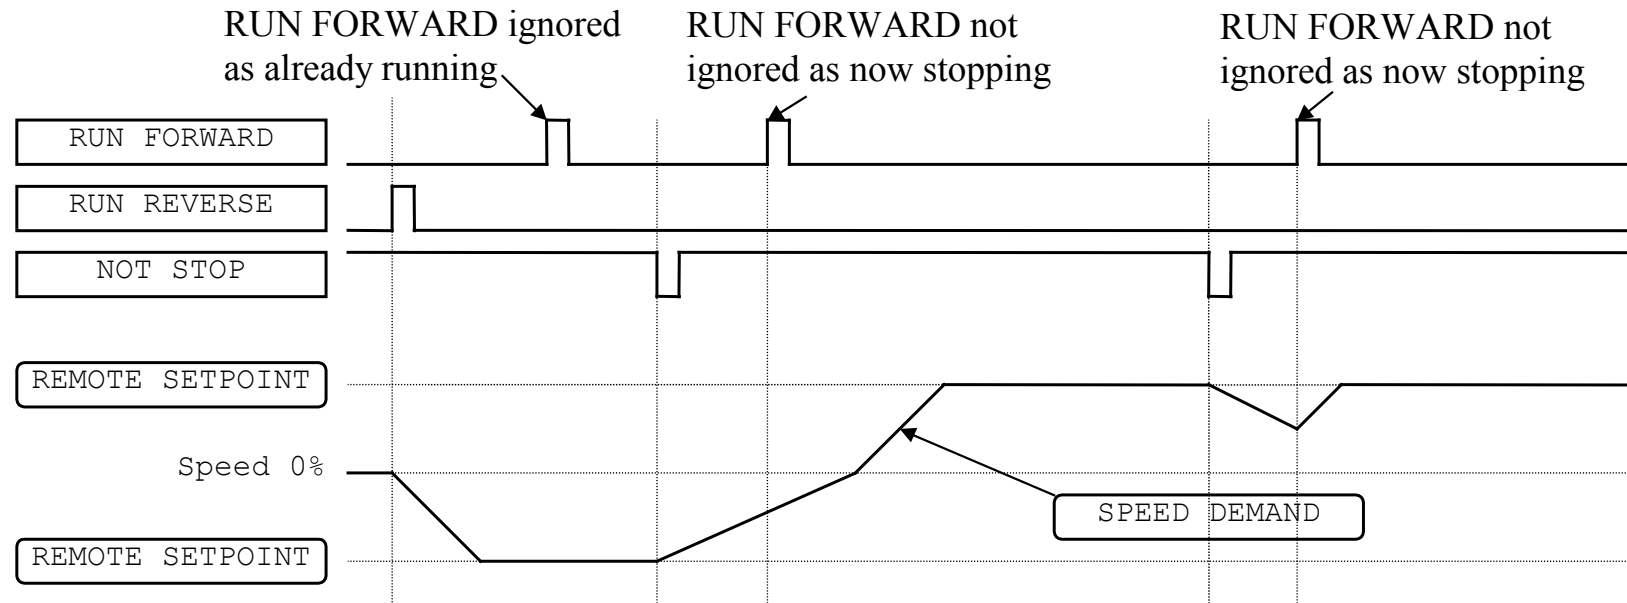 RUN FORWARD ignored
as already running
RUN FORWARD not
ignored as now stopping
RUN FORWARD not
ignored as now stopping
RUN FORWARD
RUN REVERSE
NOT STOP
REMOTE SETPOINT
Speed 0%
SPEED DEMAND
REMOTE SETPOINT